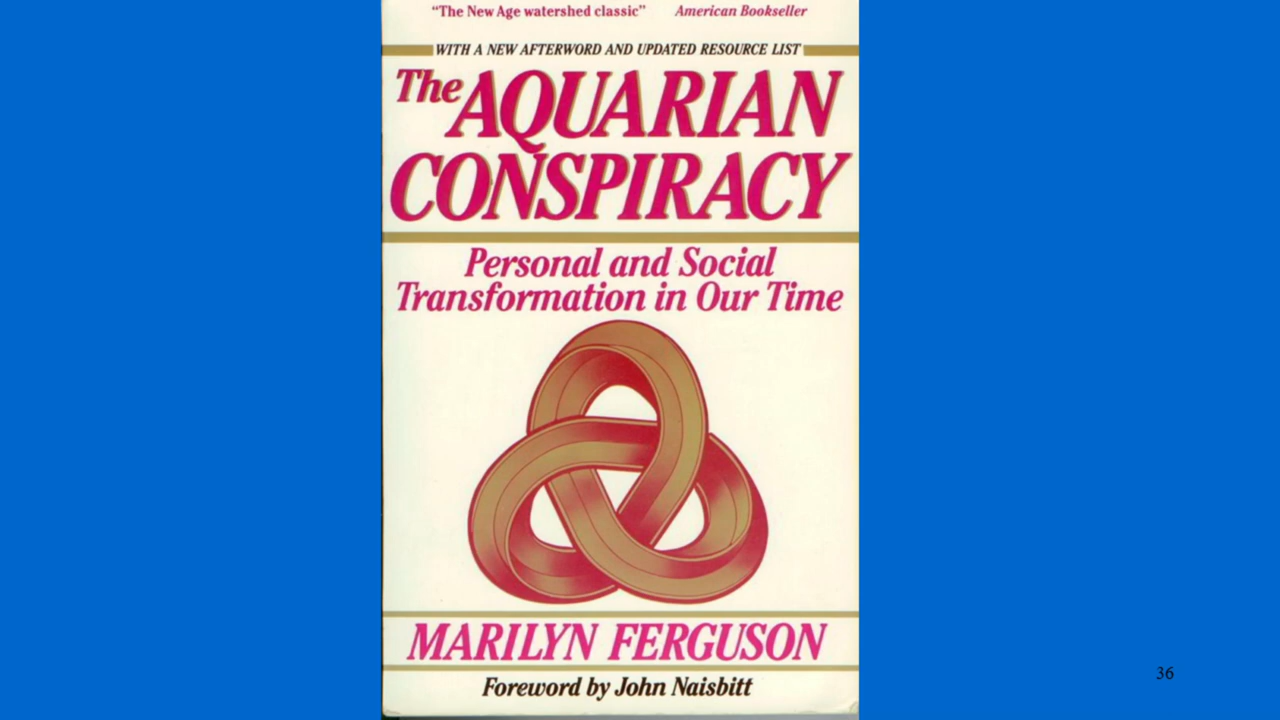 “The New Age watershed classic” American Bookseller
WITH A NEW AFTERWORD AND UPDATED RESOURCE LIST
The AQUARIAN
CONSPIRACY
Personal and Social
Transformation in Our Time
MARILYN FERGUSON
Foreword by John Naisbitt
36